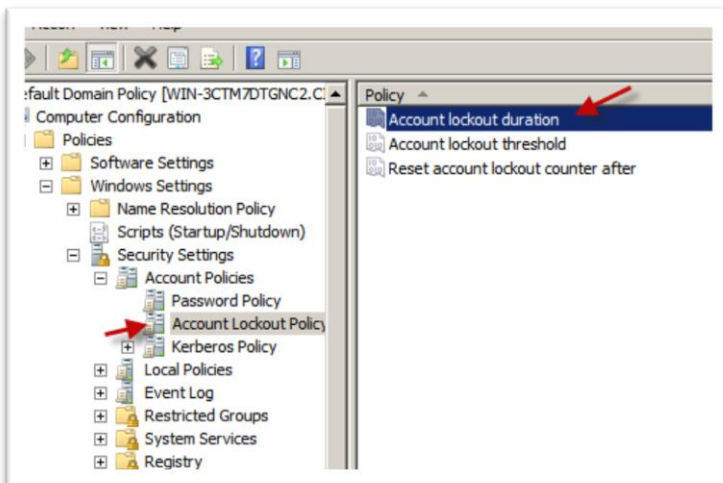 View Help
efault Domain Policy [WIN-3CTM7DTGNC2.C
Computer Configuration
Policies
Software Settings
Windows Settings
Name Resolution Policy
Scripts (Startup/Shutdown)
Security Settings
Account Policies
Password Policy
Account Lockout Policy
Kerberos Policy
Local Policies
Event Log
Restricted Groups
System Services
Registry
Policy
Account lockout duration
Account lockout threshold
Reset account lockout counter after